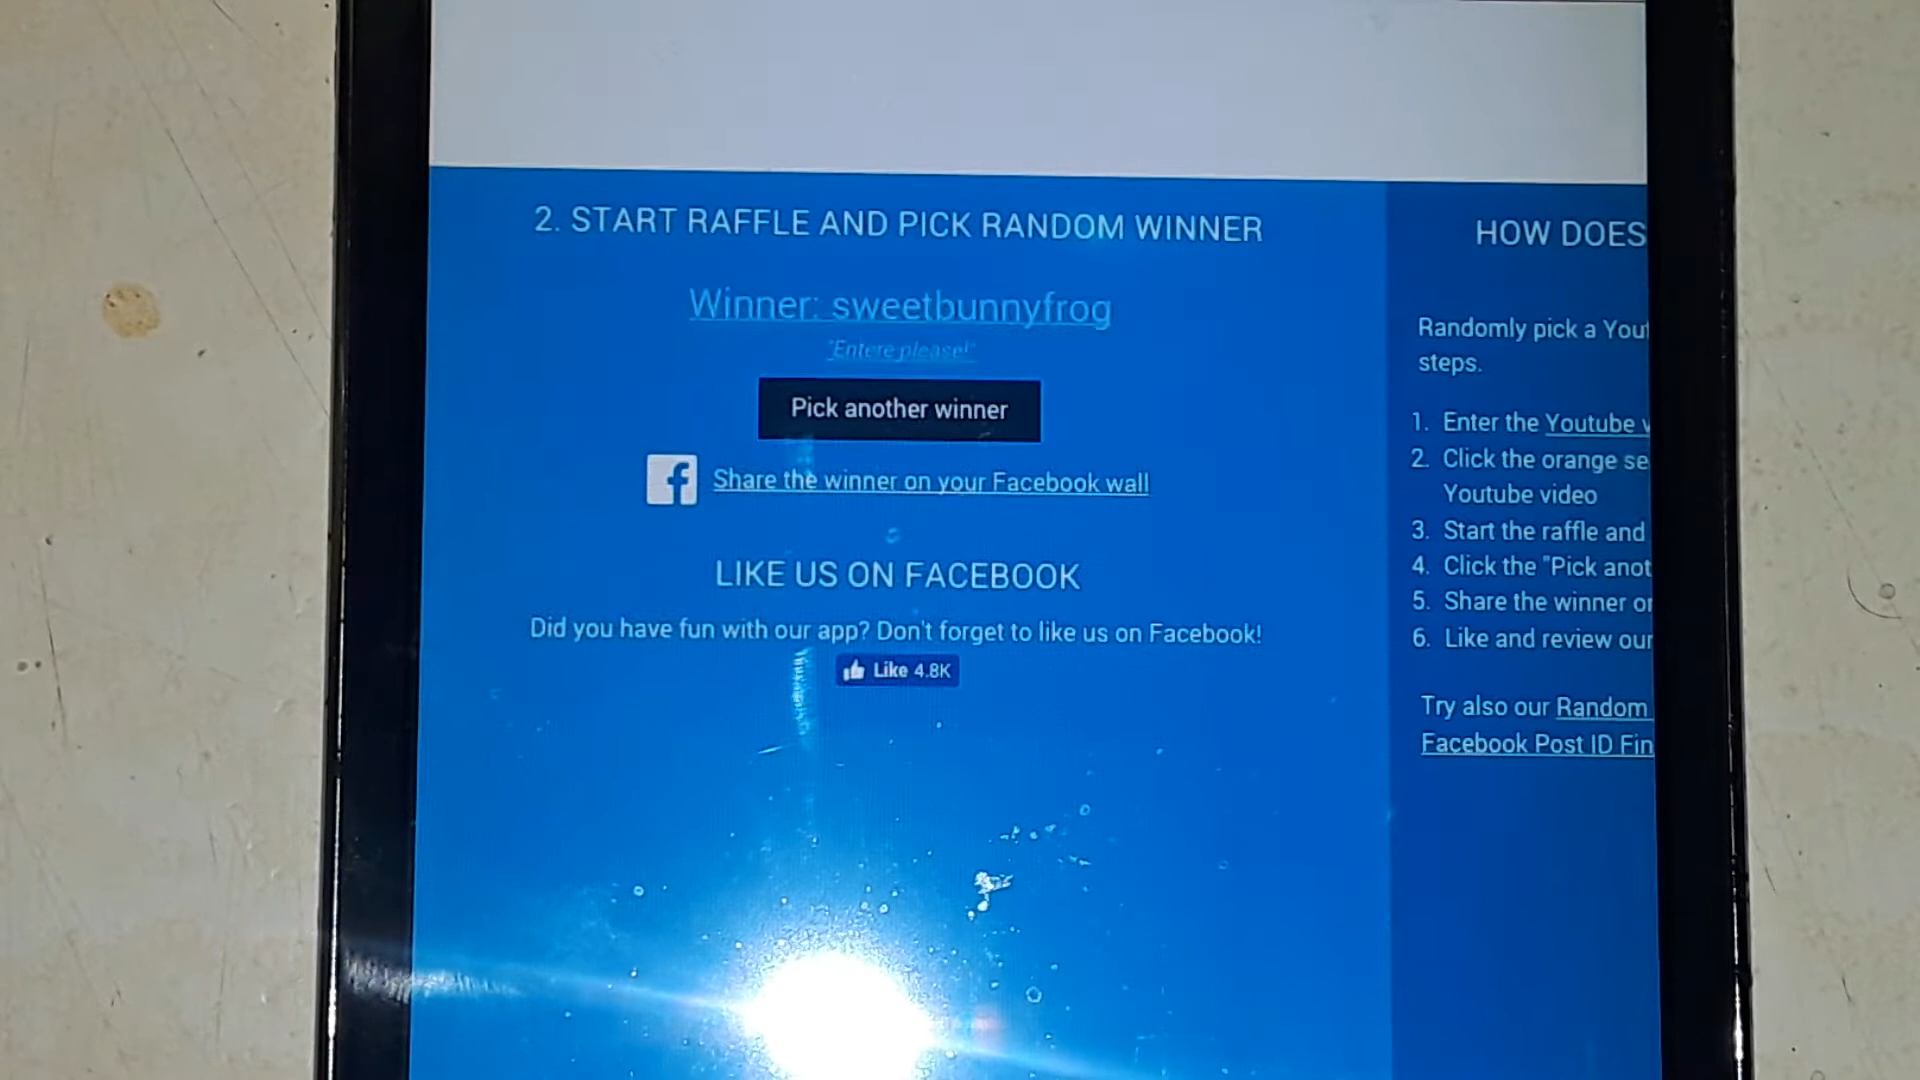 2. START RAFFLE AND PICK RANDOM WINNER
Winner: sweetbunnyfrog
"Entere please!"
Pick another winner
Share the winner on your Facebook wall
LIKE US ON FACEBOOK
Did you have fun with our app? Don't forget to like us on Facebook!
Like 4.8K
HOW DOES
Randomly pick a You
steps.
1. Enter the Youtube
2. Click the orange se
Youtube video
3. Start the raffle and
4. Click the "Pick anot
5. Share the winner or
6. Like and review our
Try also our Random
Facebook Post ID Fin